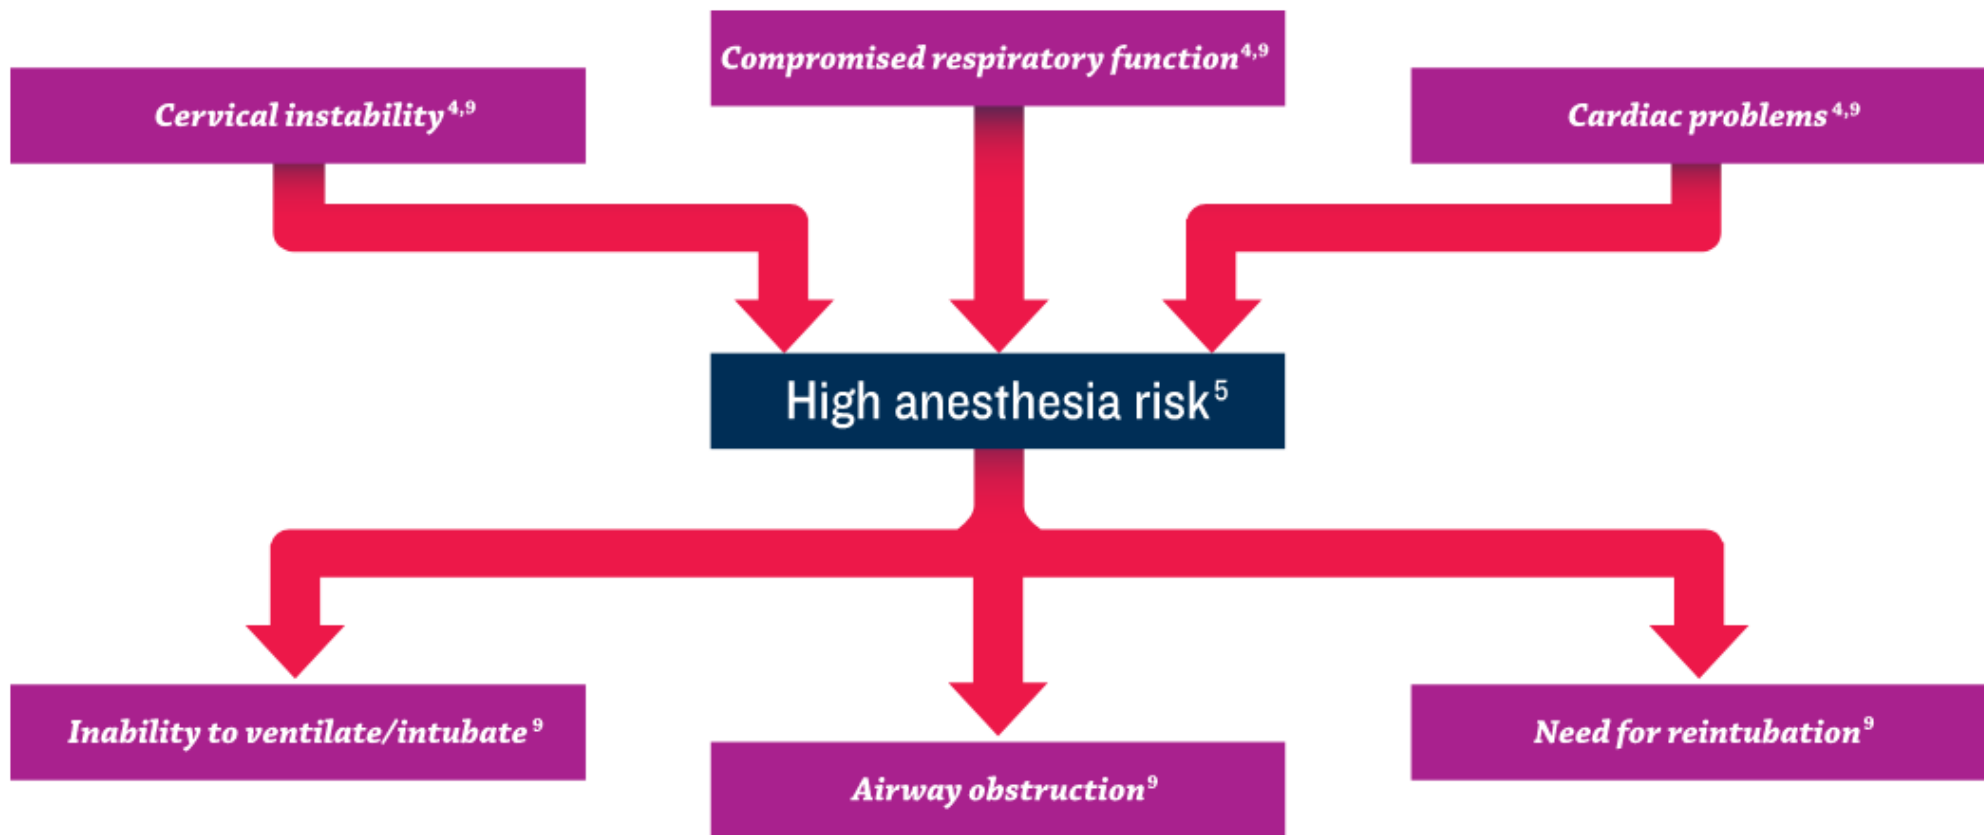 Compromised respiratory function⁴,⁹
Cervical instability⁴,⁹
Cardiac problems⁴,⁹
High anesthesia risk⁵
Inability to ventilate/intubate⁹
Need for reintubation⁹
Airway obstruction⁹